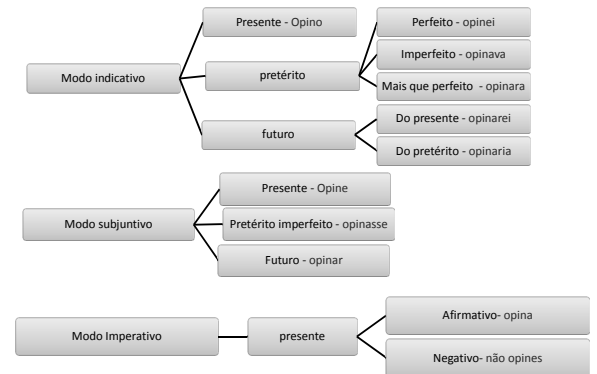 Modo indicativo
Presente - Opino
pretérito
Perfeito - opinei
Imperfeito - opinava
Mais que perfeito - opinara
futuro
Do presente - opinarei
Do pretérito - opinaria
Modo subjuntivo
Presente - Opine
Pretérito imperfeito - opinasse
Futuro - opinar
Modo Imperativo
presente
Afirmativo- opina
Negativo- não opines